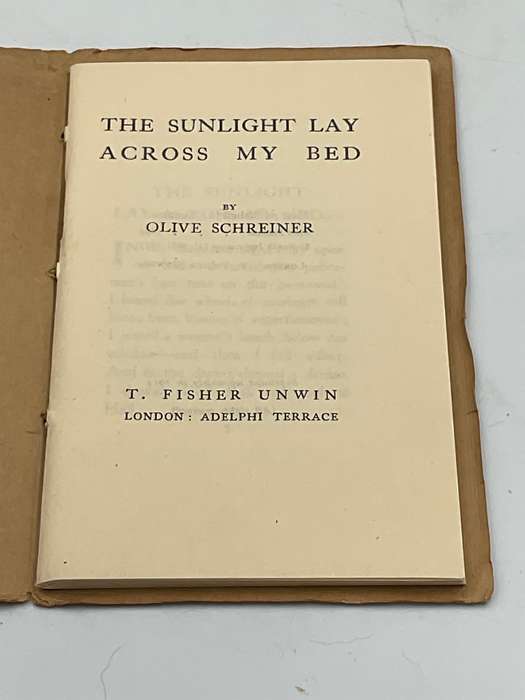 THE SUNLIGHT LAY
ACROSS MY BED
BY
OLIVE SCHREINER
T. FISHER UNWIN
LONDON: ADELPHI TERRACE